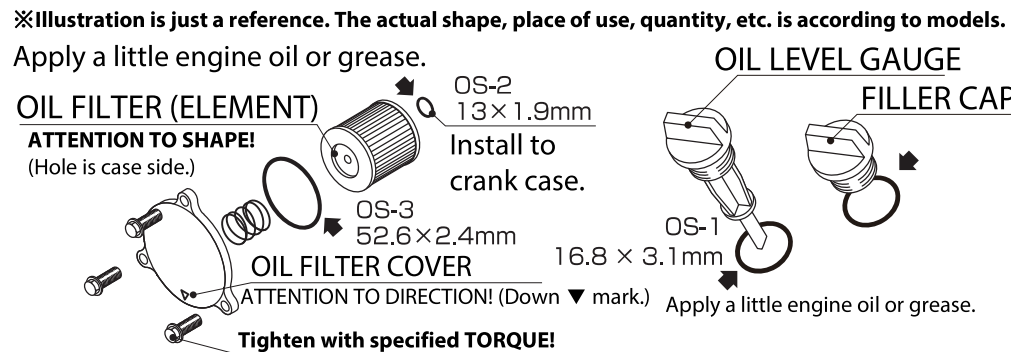 ※Illustration is just a reference. The actual shape, place of use, quantity, etc. is according to models.
Apply a little engine oil or grease.
OIL FILTER (ELEMENT)
ATTENTION TO SHAPE!
(Hole is case side.)
OS-2
13×1.9mm
Install to
crank case.
OS-3
52.6×2.4mm
OIL FILTER COVER
ATTENTION TO DIRECTION! (Down ▼ mark.)
Tighten with specified TORQUE!
OIL LEVEL GAUGE
FILLER CAP
OS-1
16.8 × 3.1mm
Apply a little engine oil or grease.